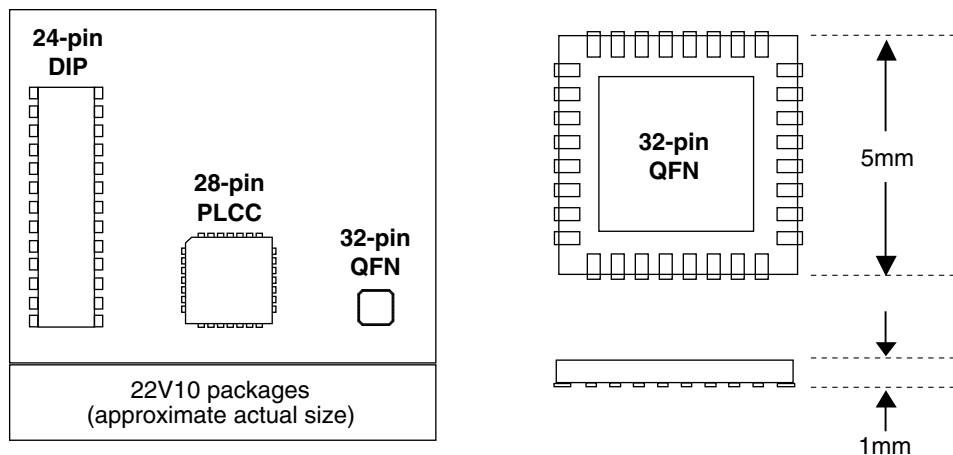 24-pin
DIP
28-pin
PLCC
32-pin
QFN
22V10 packages
(approximate actual size)
32-pin
QFN
5mm
1mm